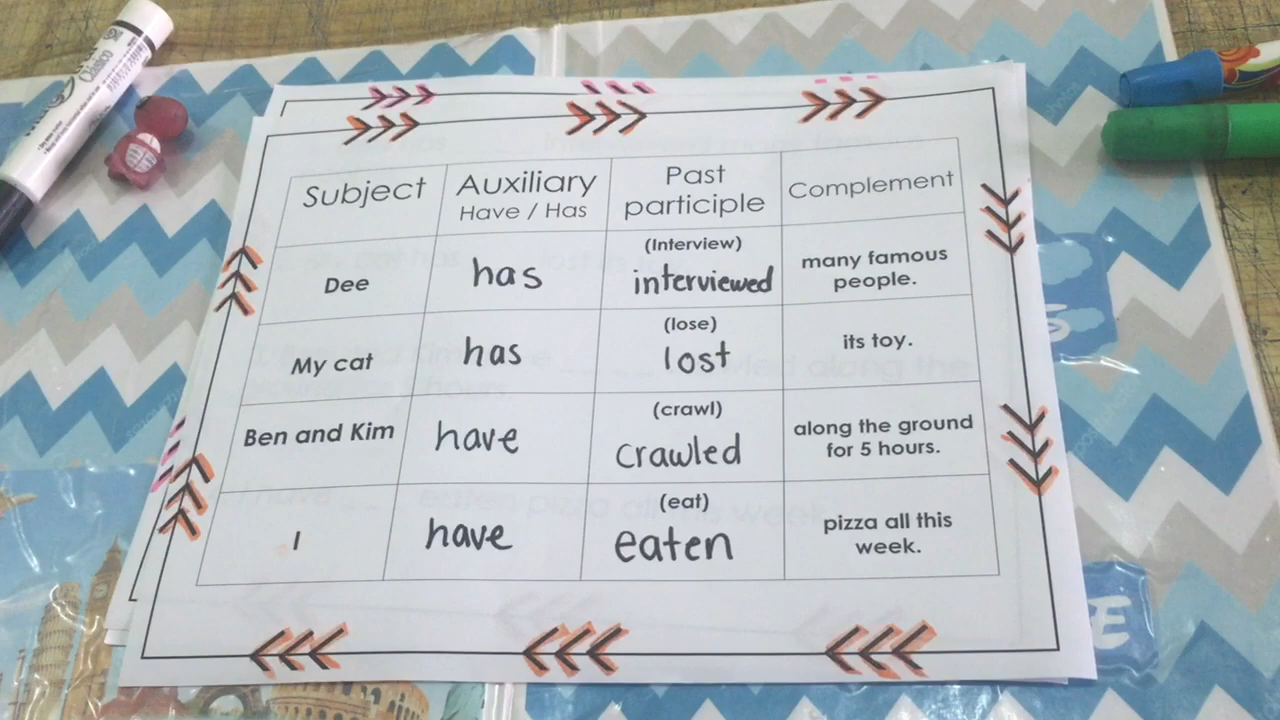 Subject
Auxiliary
Have / Has
Past
participle
Complement
Dee
has
(Interview)
interviewed
many famous
people.
My cat
has
(lose)
lost
its toy.
Ben and Kim
have
(crawl)
crawled
along the ground
for 5 hours.
I
have
(eat)
eaten
pizza all this
week.